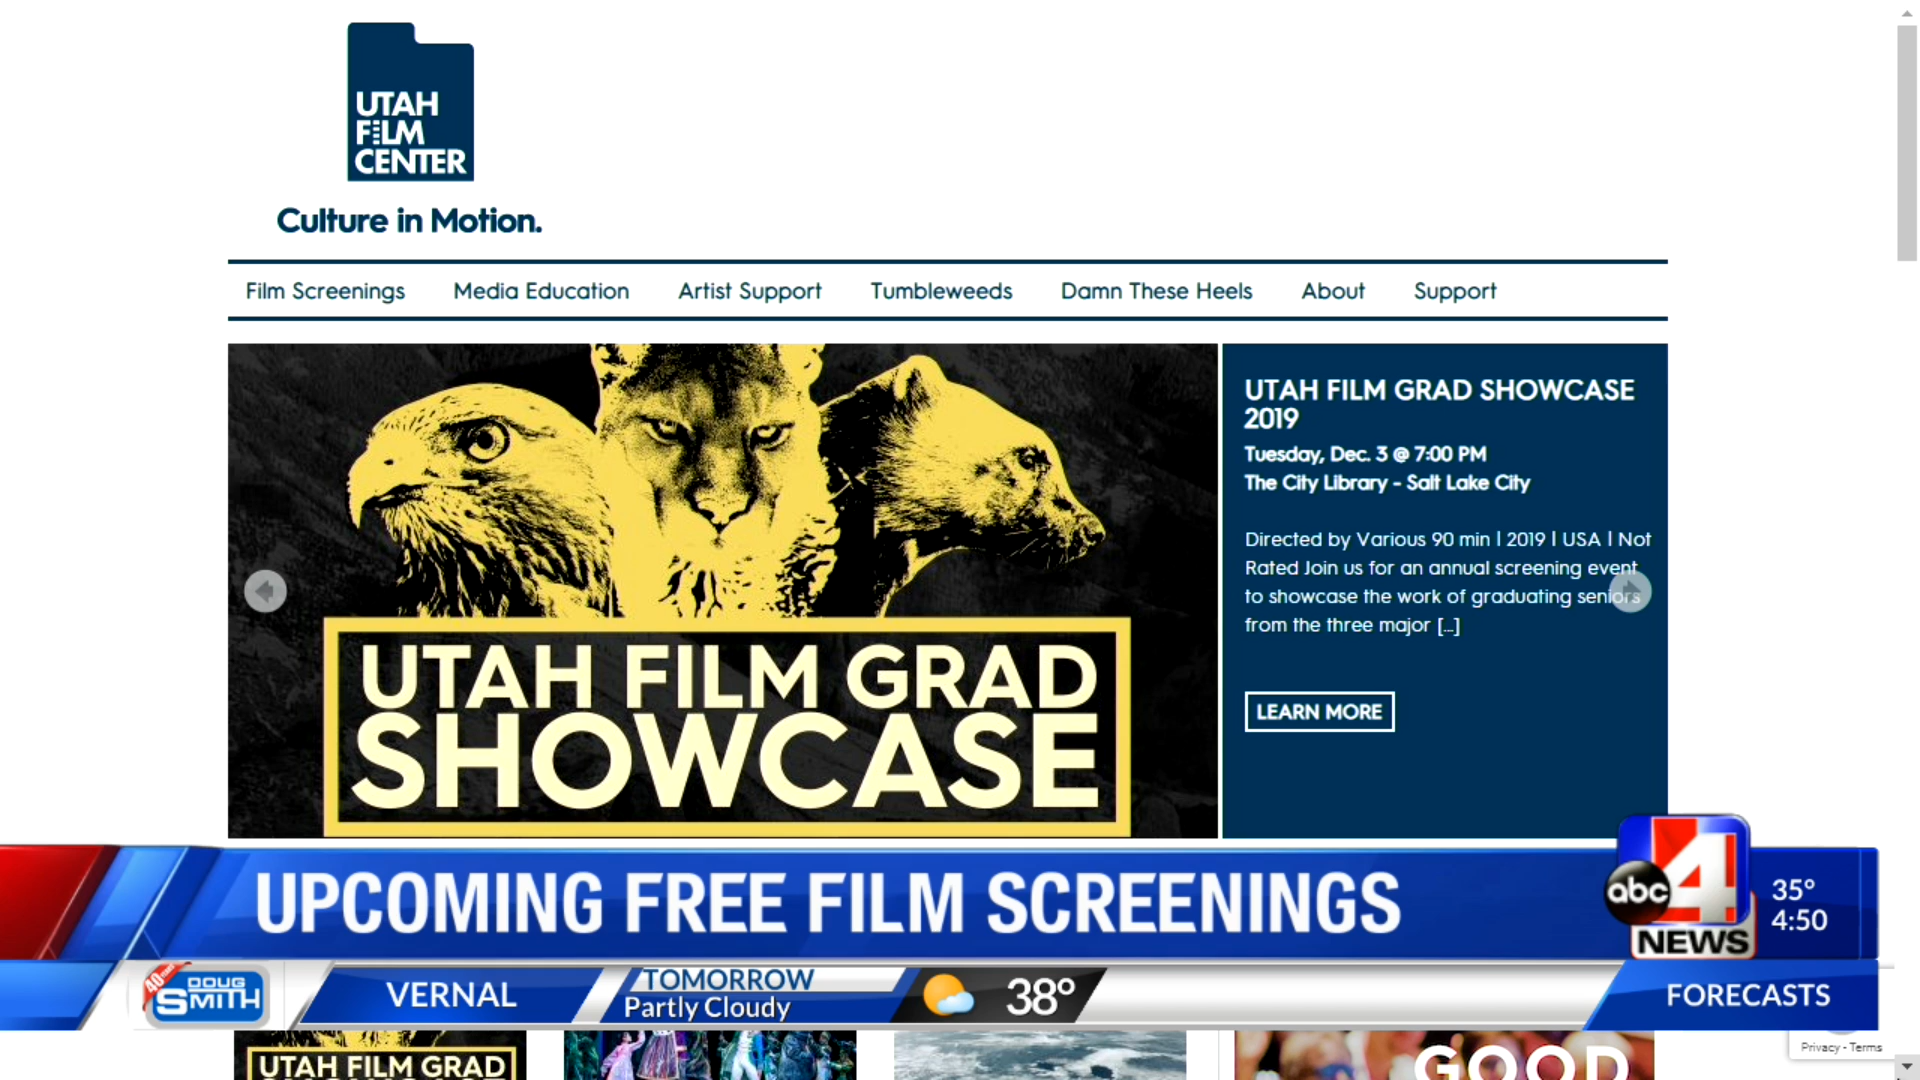 UTAH
FILM
CENTER
Culture in Motion.
Film Screenings Media Education Artist Support Tumbleweeds Damn These Heels About Support
UTAH FILM GRAD
SHOWCASE
UTAH FILM GRAD SHOWCASE
2019
Tuesday, Dec. 3 @ 7:00 PM
The City Library - Salt Lake City
Directed by Various 90 min | 2019 | USA | Not
Rated Join us for an annual screening event
to showcase the work of graduating seniors
from the three major [...]
LEARN MORE
UPCOMING FREE FILM SCREENINGS
abc 4
NEWS
35°
4:50
40 YEARS
DOUG
SMITH
VERNAL
TOMORROW
Partly Cloudy
38°
FORECASTS
UTAH FILM GRAD
GOOD
Privacy - Terms